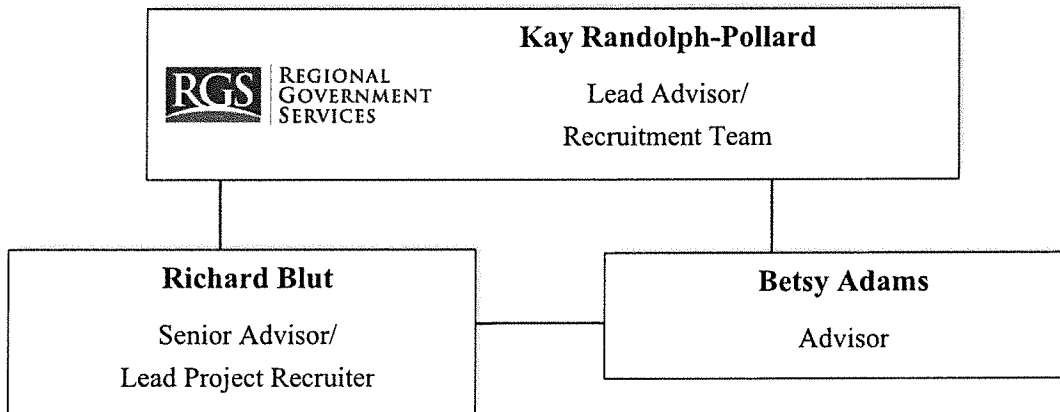 RGS
REGIONAL
GOVERNMENT
SERVICES
Kay Randolph-Pollard
Lead Advisor/
Recruitment Team
Richard Blut
Senior Advisor/
Lead Project Recruiter
Betsy Adams
Advisor